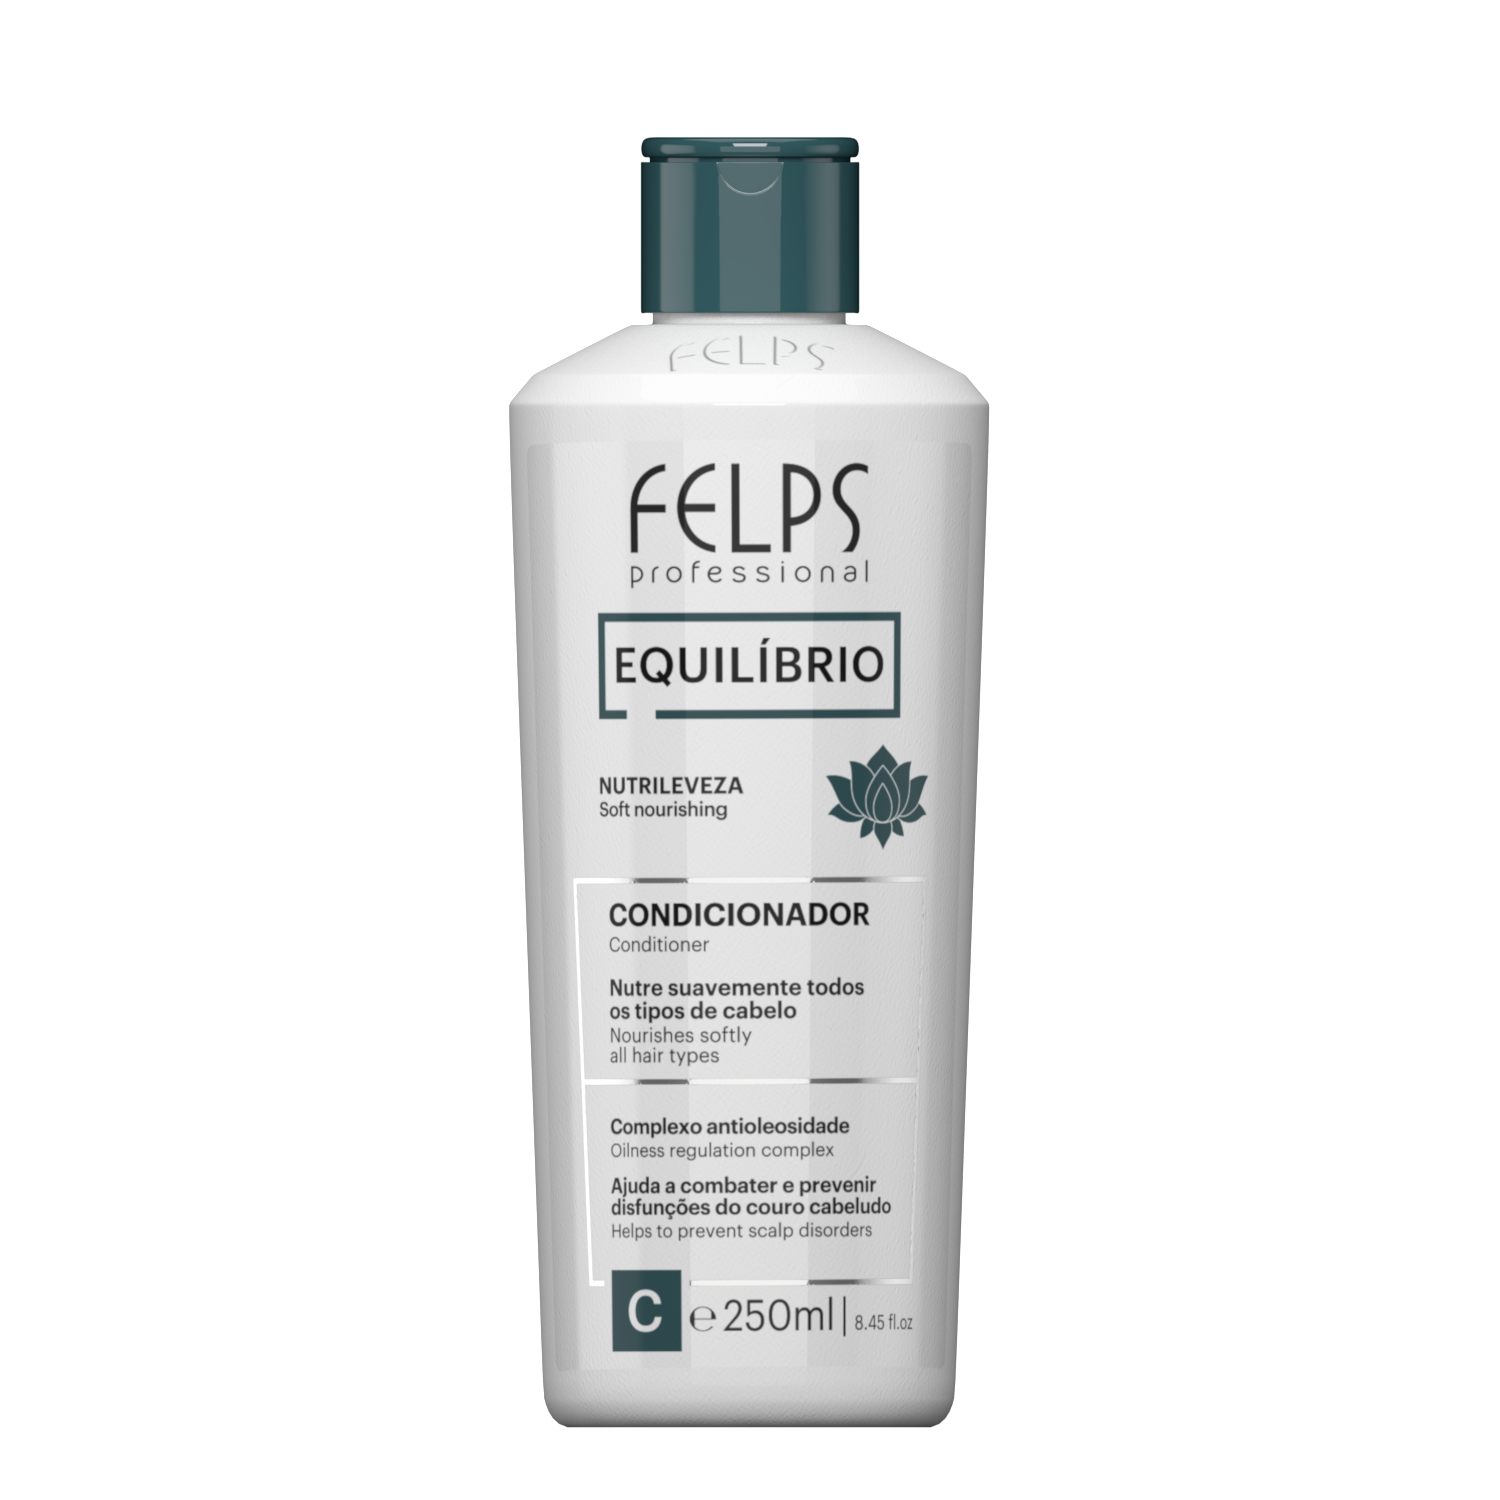 FELPS
FELPS
professional
EQUILÍBRIO
NUTRILEVEZA
Soft nourishing
CONDICIONADOR
Conditioner
Nutre suavemente todos
os tipos de cabelo
Nourishes softly
all hair types
Complexo antioleosidade
Oilness regulation complex
Ajuda a combater e prevenir
disfunções do couro cabeludo
Helps to prevent scalp disorders
C ℮ 250ml | 8.45 fl.oz